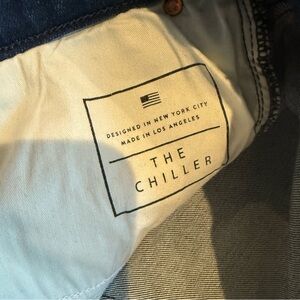 DESIGNED IN NEW YORK CITY
MADE IN LOS ANGELES
THE
CHILLER